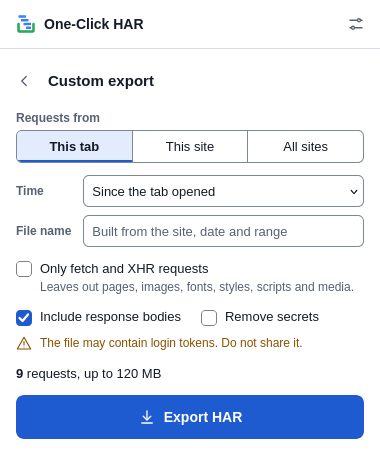 One-Click HAR
Custom export
Requests from
This tab
This site
All sites
Time
Since the tab opened
File name
Built from the site, date and range
Only fetch and XHR requests
Leaves out pages, images, fonts, styles, scripts and media.
Include response bodies
Remove secrets
The file may contain login tokens. Do not share it.
9 requests, up to 120 MB
Export HAR